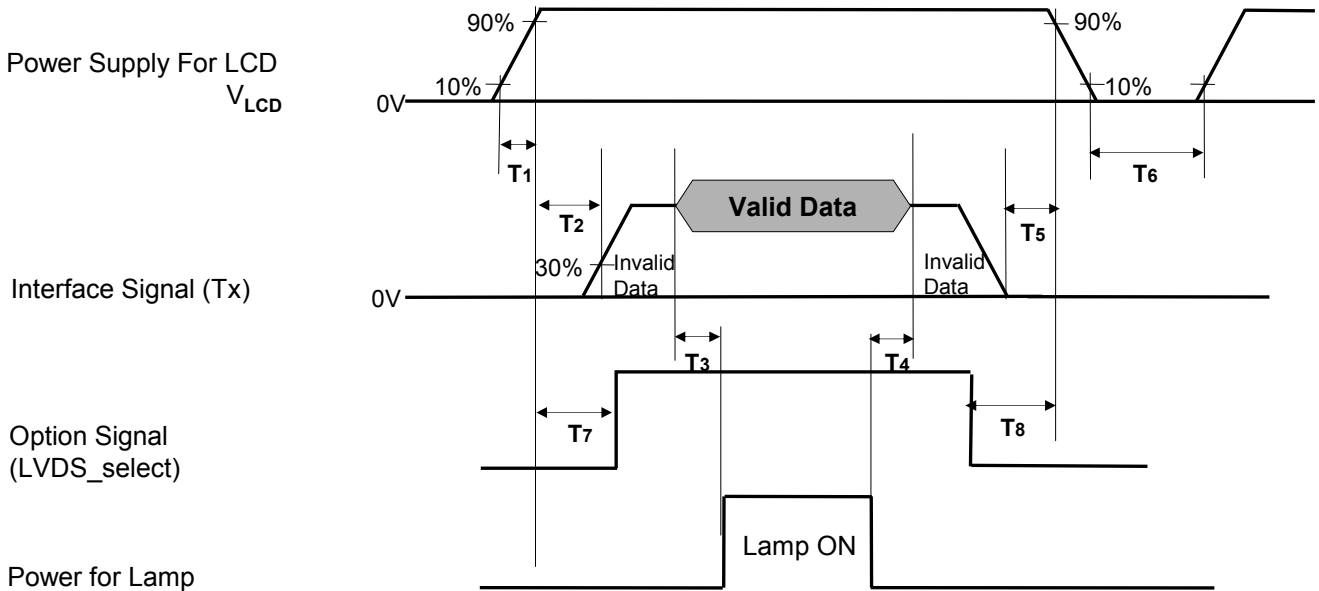 90%
90%
Power Supply For LCD
VLCD
10%
10%
0V
T1
T6
Valid Data
T2
T5
30%
Invalid
Data
Invalid
Data
Interface Signal (Tx)
0V
T3
T4
T7
T8
Option Signal
(LVDS_select)
Lamp ON
Power for Lamp